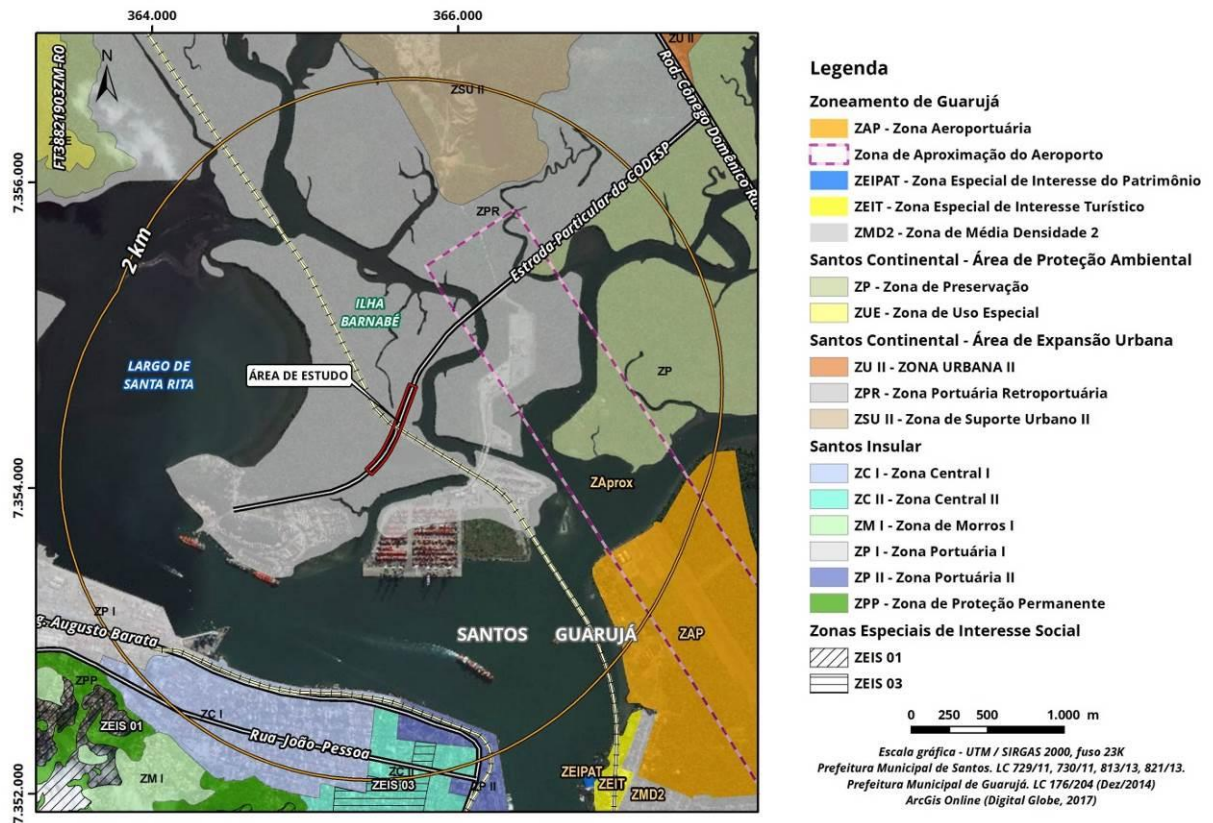 364.000
366.000
7.356.000
7.354.000
7.352.000
FT38821903ZM-R0
N
ZU II
ZSU II
Rod. Cônego Domênico Ra
2 km
ZPR
Estrada Particular da CODESP
ILHA
BARNABÉ
LARGO DE
SANTA RITA
ÁREA DE ESTUDO
ZP
ZAprox
ZP I
g. Augusto Barata
SANTOS GUARUJÁ
ZAP
ZPP
ZC I
ZEIS 01
Rua João Pessoa
ZM I
ZC II
ZEIS 03
ZP II
ZEIPAT
ZEIT
ZMD2
Legenda
Zoneamento de Guarujá
ZAP - Zona Aeroportuária
Zona de Aproximação do Aeroporto
ZEIPAT - Zona Especial de Interesse do Patrimônio
ZEIT - Zona Especial de Interesse Turístico
ZMD2 - Zona de Média Densidade 2
Santos Continental - Área de Proteção Ambiental
ZP - Zona de Preservação
ZUE - Zona de Uso Especial
Santos Continental - Área de Expansão Urbana
ZU II - ZONA URBANA II
ZPR - Zona Portuária Retroportuária
ZSU II - Zona de Suporte Urbano II
Santos Insular
ZC I - Zona Central I
ZC II - Zona Central II
ZM I - Zona de Morros I
ZP I - Zona Portuária I
ZP II - Zona Portuária II
ZPP - Zona de Proteção Permanente
Zonas Especiais de Interesse Social
ZEIS 01
ZEIS 03
0 250 500 1.000 m
Escala gráfica - UTM / SIRGAS 2000, fuso 23K
Prefeitura Municipal de Santos. LC 729/11, 730/11, 813/13, 821/13.
Prefeitura Municipal de Guarujá. LC 176/204 (Dez/2014)
ArcGis Online (Digital Globe, 2017)